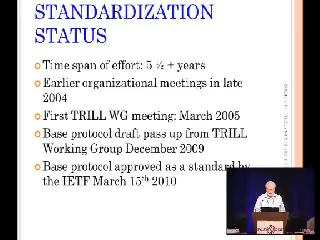 STANDARDIZATION
STATUS
Time span of effort: 5 ½ + years
Earlier organizational meetings in late
2004
First TRILL WG meeting: March 2005
Base protocol draft pass up from TRILL
Working Group December 2009
Base protocol approved as a standard by
the IETF March 15th 2010